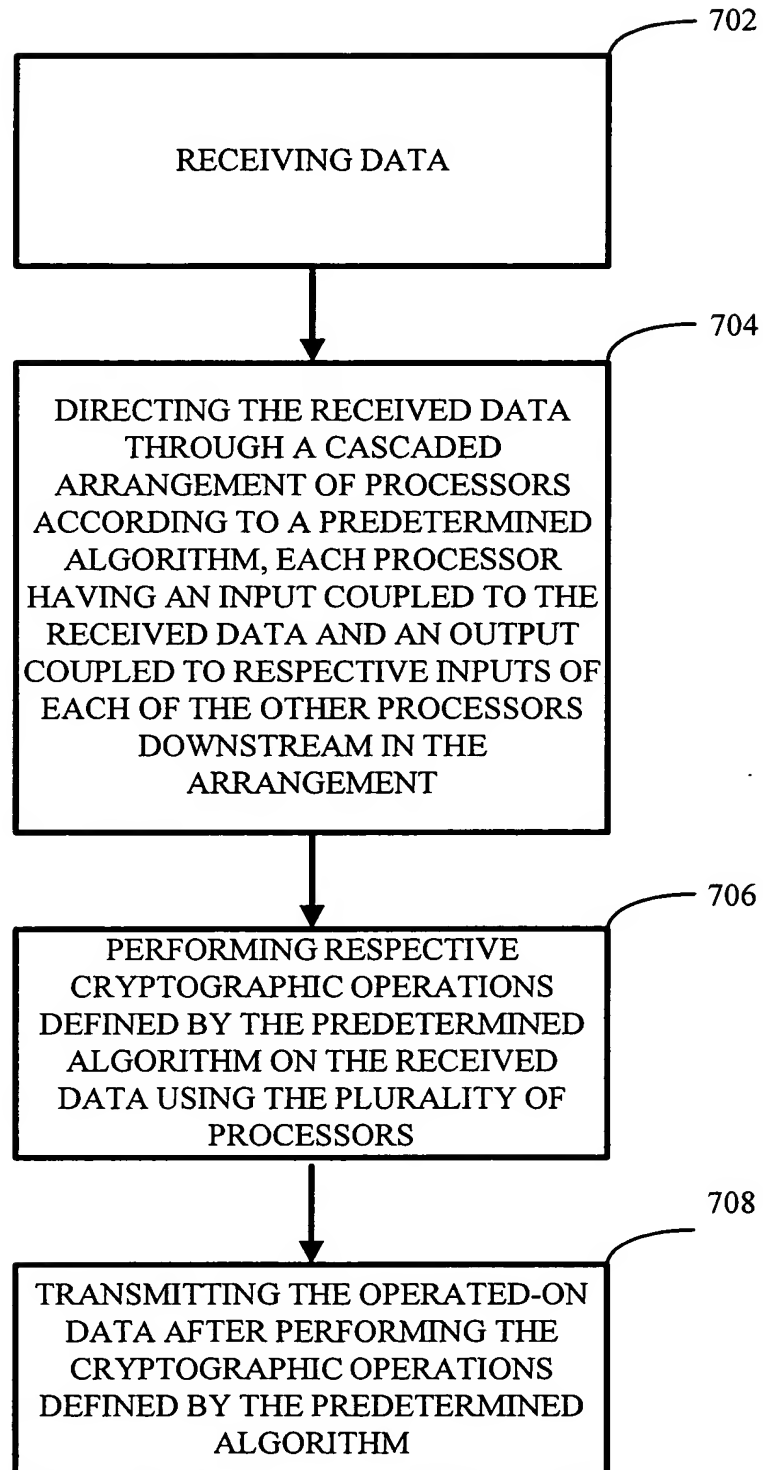 702
RECEIVING DATA
704
DIRECTING THE RECEIVED DATA
THROUGH A CASCADED
ARRANGEMENT OF PROCESSORS
ACCORDING TO A PREDETERMINED
ALGORITHM, EACH PROCESSOR
HAVING AN INPUT COUPLED TO THE
RECEIVED DATA AND AN OUTPUT
COUPLED TO RESPECTIVE INPUTS OF
EACH OF THE OTHER PROCESSORS
DOWNSTREAM IN THE
ARRANGEMENT
706
PERFORMING RESPECTIVE
CRYPTOGRAPHIC OPERATIONS
DEFINED BY THE PREDETERMINED
ALGORITHM ON THE RECEIVED
DATA USING THE PLURALITY OF
PROCESSORS
708
TRANSMITTING THE OPERATED-ON
DATA AFTER PERFORMING THE
CRYPTOGRAPHIC OPERATIONS
DEFINED BY THE PREDETERMINED
ALGORITHM